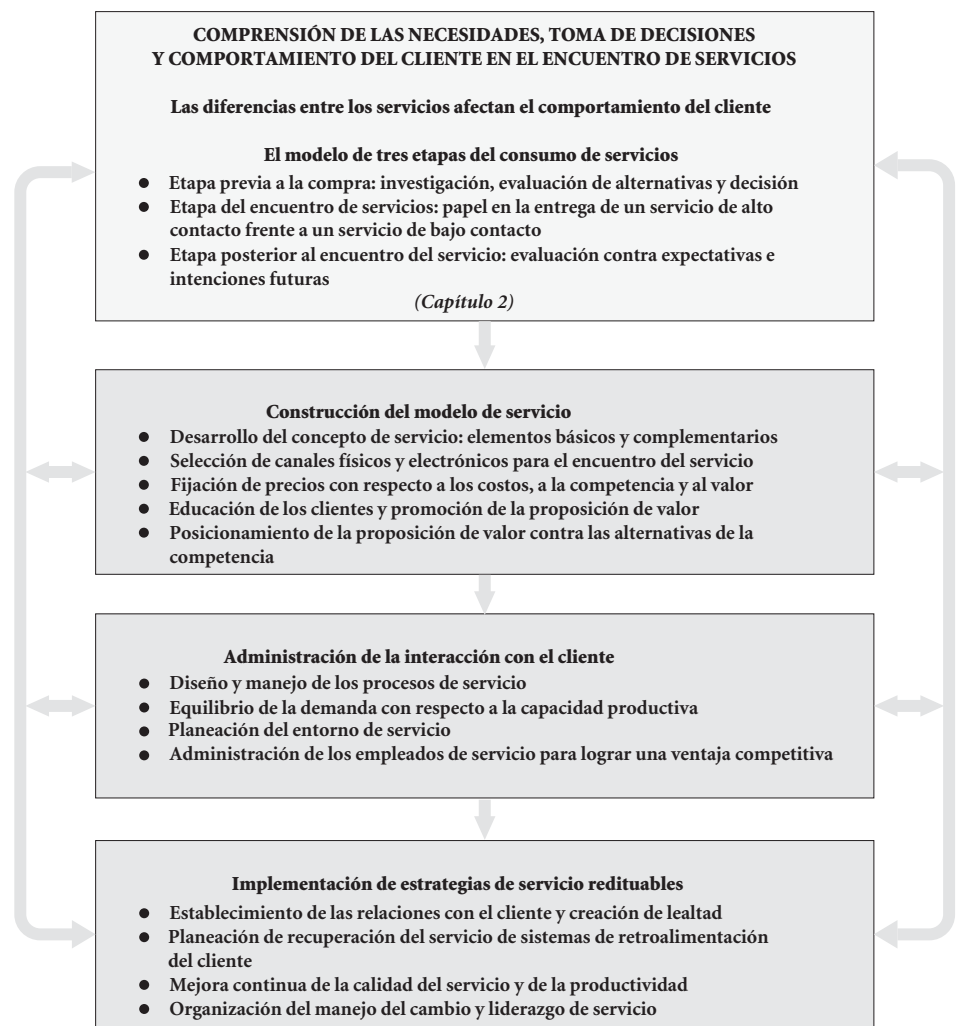 COMPRENSIÓN DE LAS NECESIDADES, TOMA DE DECISIONES
Y COMPORTAMIENTO DEL CLIENTE EN EL ENCUENTRO DE SERVICIOS
Las diferencias entre los servicios afectan el comportamiento del cliente
El modelo de tres etapas del consumo de servicios
● Etapa previa a la compra: investigación, evaluación de alternativas y decisión
● Etapa del encuentro de servicios: papel en la entrega de un servicio de alto
contacto frente a un servicio de bajo contacto
● Etapa posterior al encuentro del servicio: evaluación contra expectativas e
intenciones futuras
(Capítulo 2)
Construcción del modelo de servicio
● Desarrollo del concepto de servicio: elementos básicos y complementarios
● Selección de canales físicos y electrónicos para el encuentro del servicio
● Fijación de precios con respecto a los costos, a la competencia y al valor
● Educación de los clientes y promoción de la proposición de valor
● Posicionamiento de la proposición de valor contra las alternativas de la
competencia
Administración de la interacción con el cliente
● Diseño y manejo de los procesos de servicio
● Equilibrio de la demanda con respecto a la capacidad productiva
● Planeación del entorno de servicio
● Administración de los empleados de servicio para lograr una ventaja competitiva
Implementación de estrategias de servicio redituables
● Establecimiento de las relaciones con el cliente y creación de lealtad
● Planeación de recuperación del servicio de sistemas de retroalimentación
del cliente
● Mejora continua de la calidad del servicio y de la productividad
● Organización del manejo del cambio y liderazgo de servicio